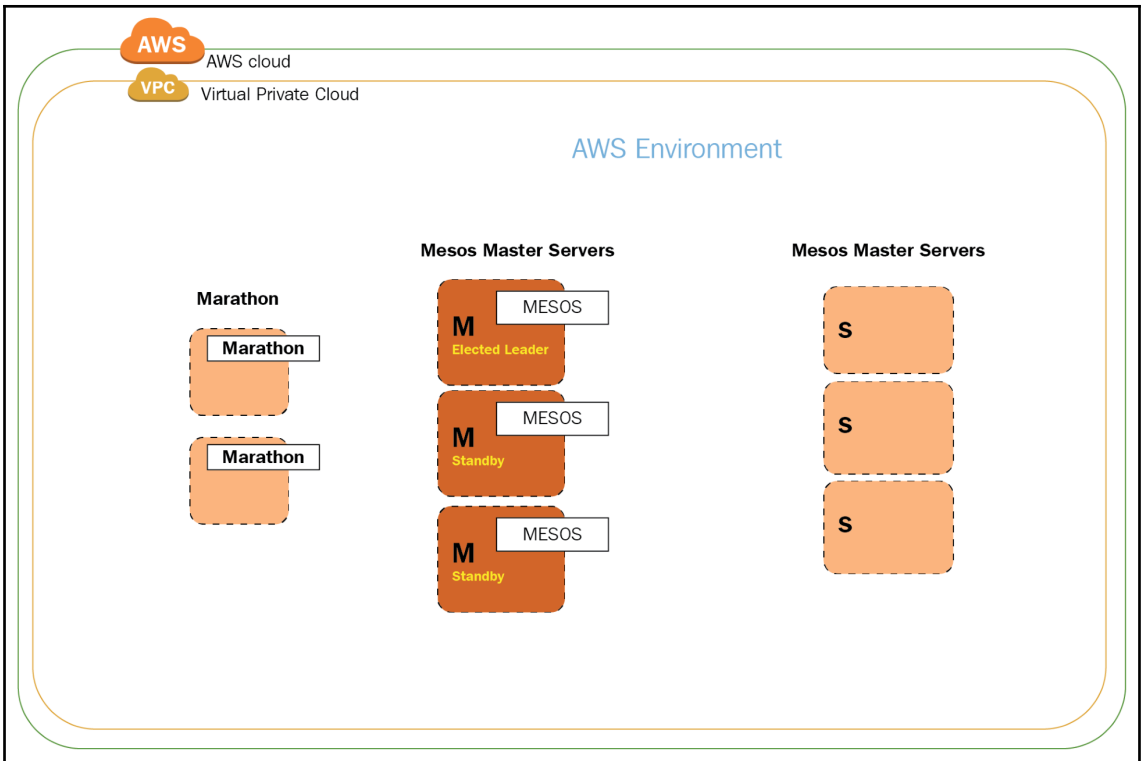 AWS
AWS cloud
VPC
Virtual Private Cloud
AWS Environment
Marathon
Marathon
Marathon
Mesos Master Servers
MESOS
M
Elected Leader
MESOS
M
Standby
MESOS
M
Standby
Mesos Master Servers
S
S
S